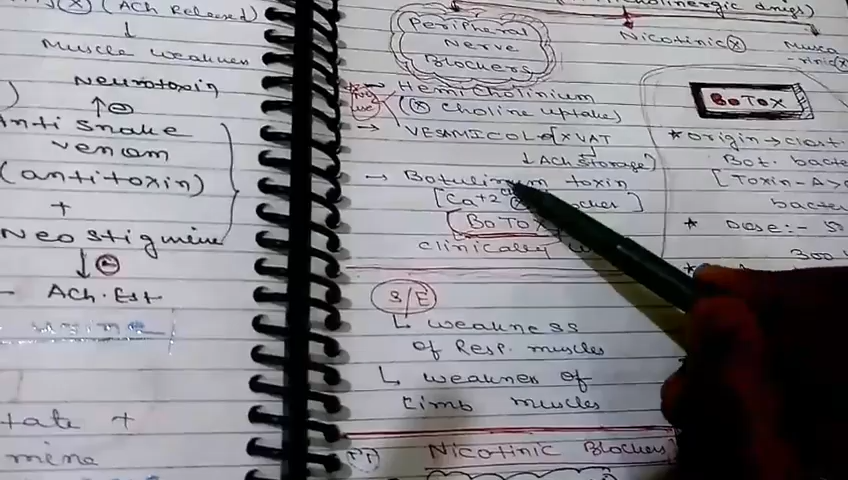 (Ach Released)
↓
Muscle weakness
Neurotoxin
↑⊖
Anti snake
venom
(antitoxin)
+
Neostigmine
↓⊖
Ach.Est
tate +
mine
Nicotinic ⓧ
Peripheral
Nerve
Blockers
Hemicholinium
(ⓧ choline uptake)
→ VESAMICOL [X VAT
↓ Ach Storage]
→ Botulinum toxin
[Ca+2
BOTOX
clinically
S/E
↳ weakness
of Resp. muscles
↳ weakness of
Limb muscles
Nicotinic Blockers
BOTOX
* origin → clost.
Bot. bacte
[Toxin-A>
bacte
* Dose:-
300